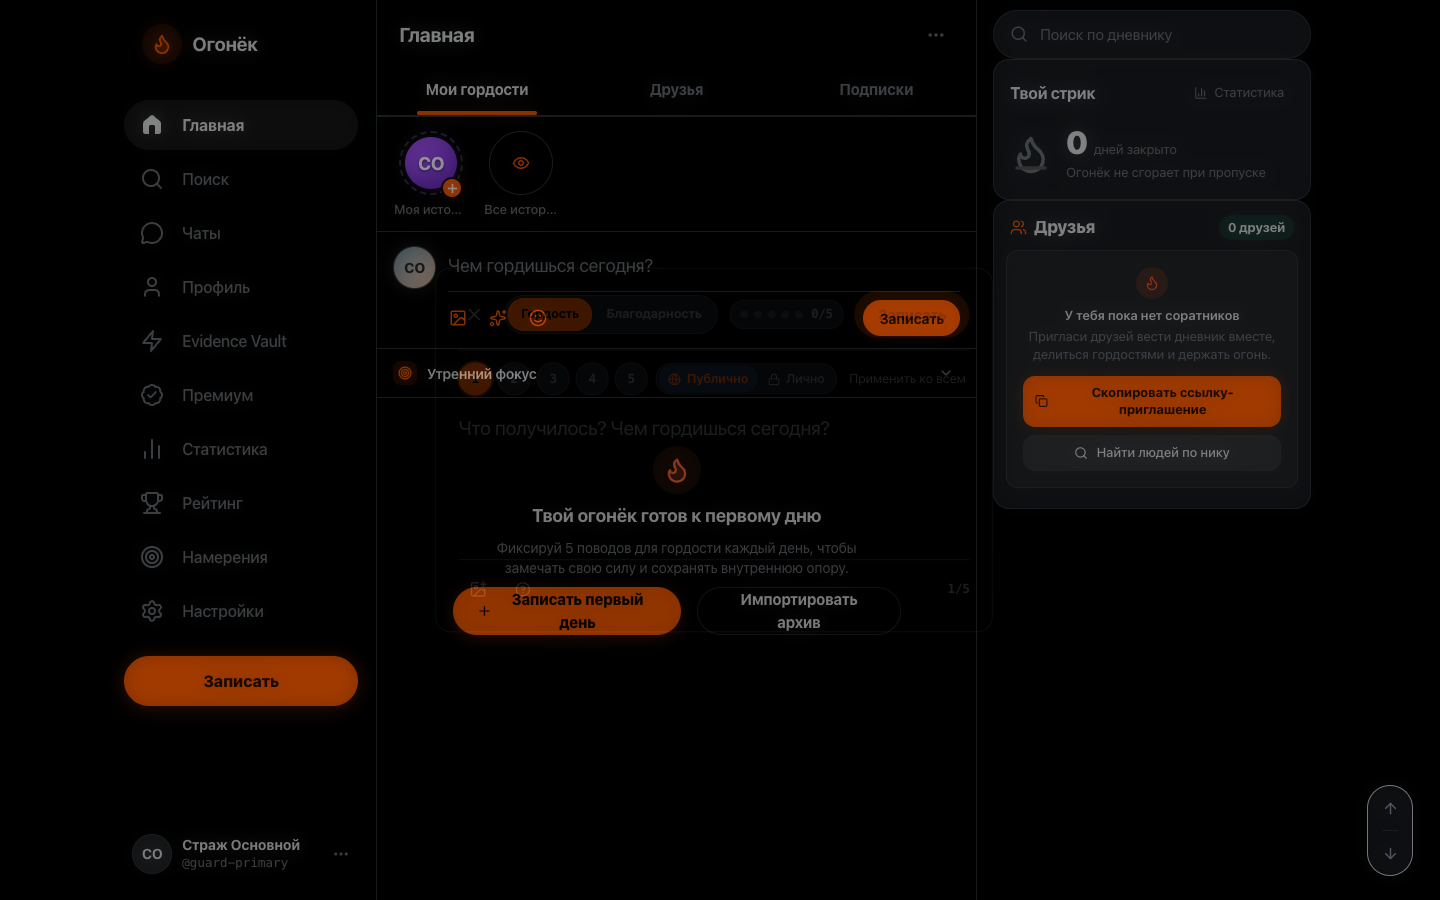 Огонёк
Главная
Поиск
Чаты
Профиль
Evidence Vault
Премиум
Статистика
Рейтинг
Намерения
Настройки
Записать
СО
Страж Основной
@guard-primary
Главная
Мои гордости
Друзья
Подписки
СО
Моя исто...
Все истор...
СО
Чем гордишься сегодня?
Гордость
Благодарность
0/5
Записать
Утренний фокус
3
4
5
Публично
Лично
Применить ко всем
Что получилось? Чем гордишься сегодня?
Твой огонёк готов к первому дню
Фиксируй 5 поводов для гордости каждый день, чтобы
замечать свою силу и сохранять внутреннюю опору.
1/5
Записать первый
день
Импортировать
архив
Поиск по дневнику
Твой стрик
Статистика
0 дней закрыто
Огонёк не сгорает при пропуске
Друзья
0 друзей
У тебя пока нет соратников
Пригласи друзей вести дневник вместе,
делиться гордостями и держать огонь.
Скопировать ссылку-
приглашение
Найти людей по нику